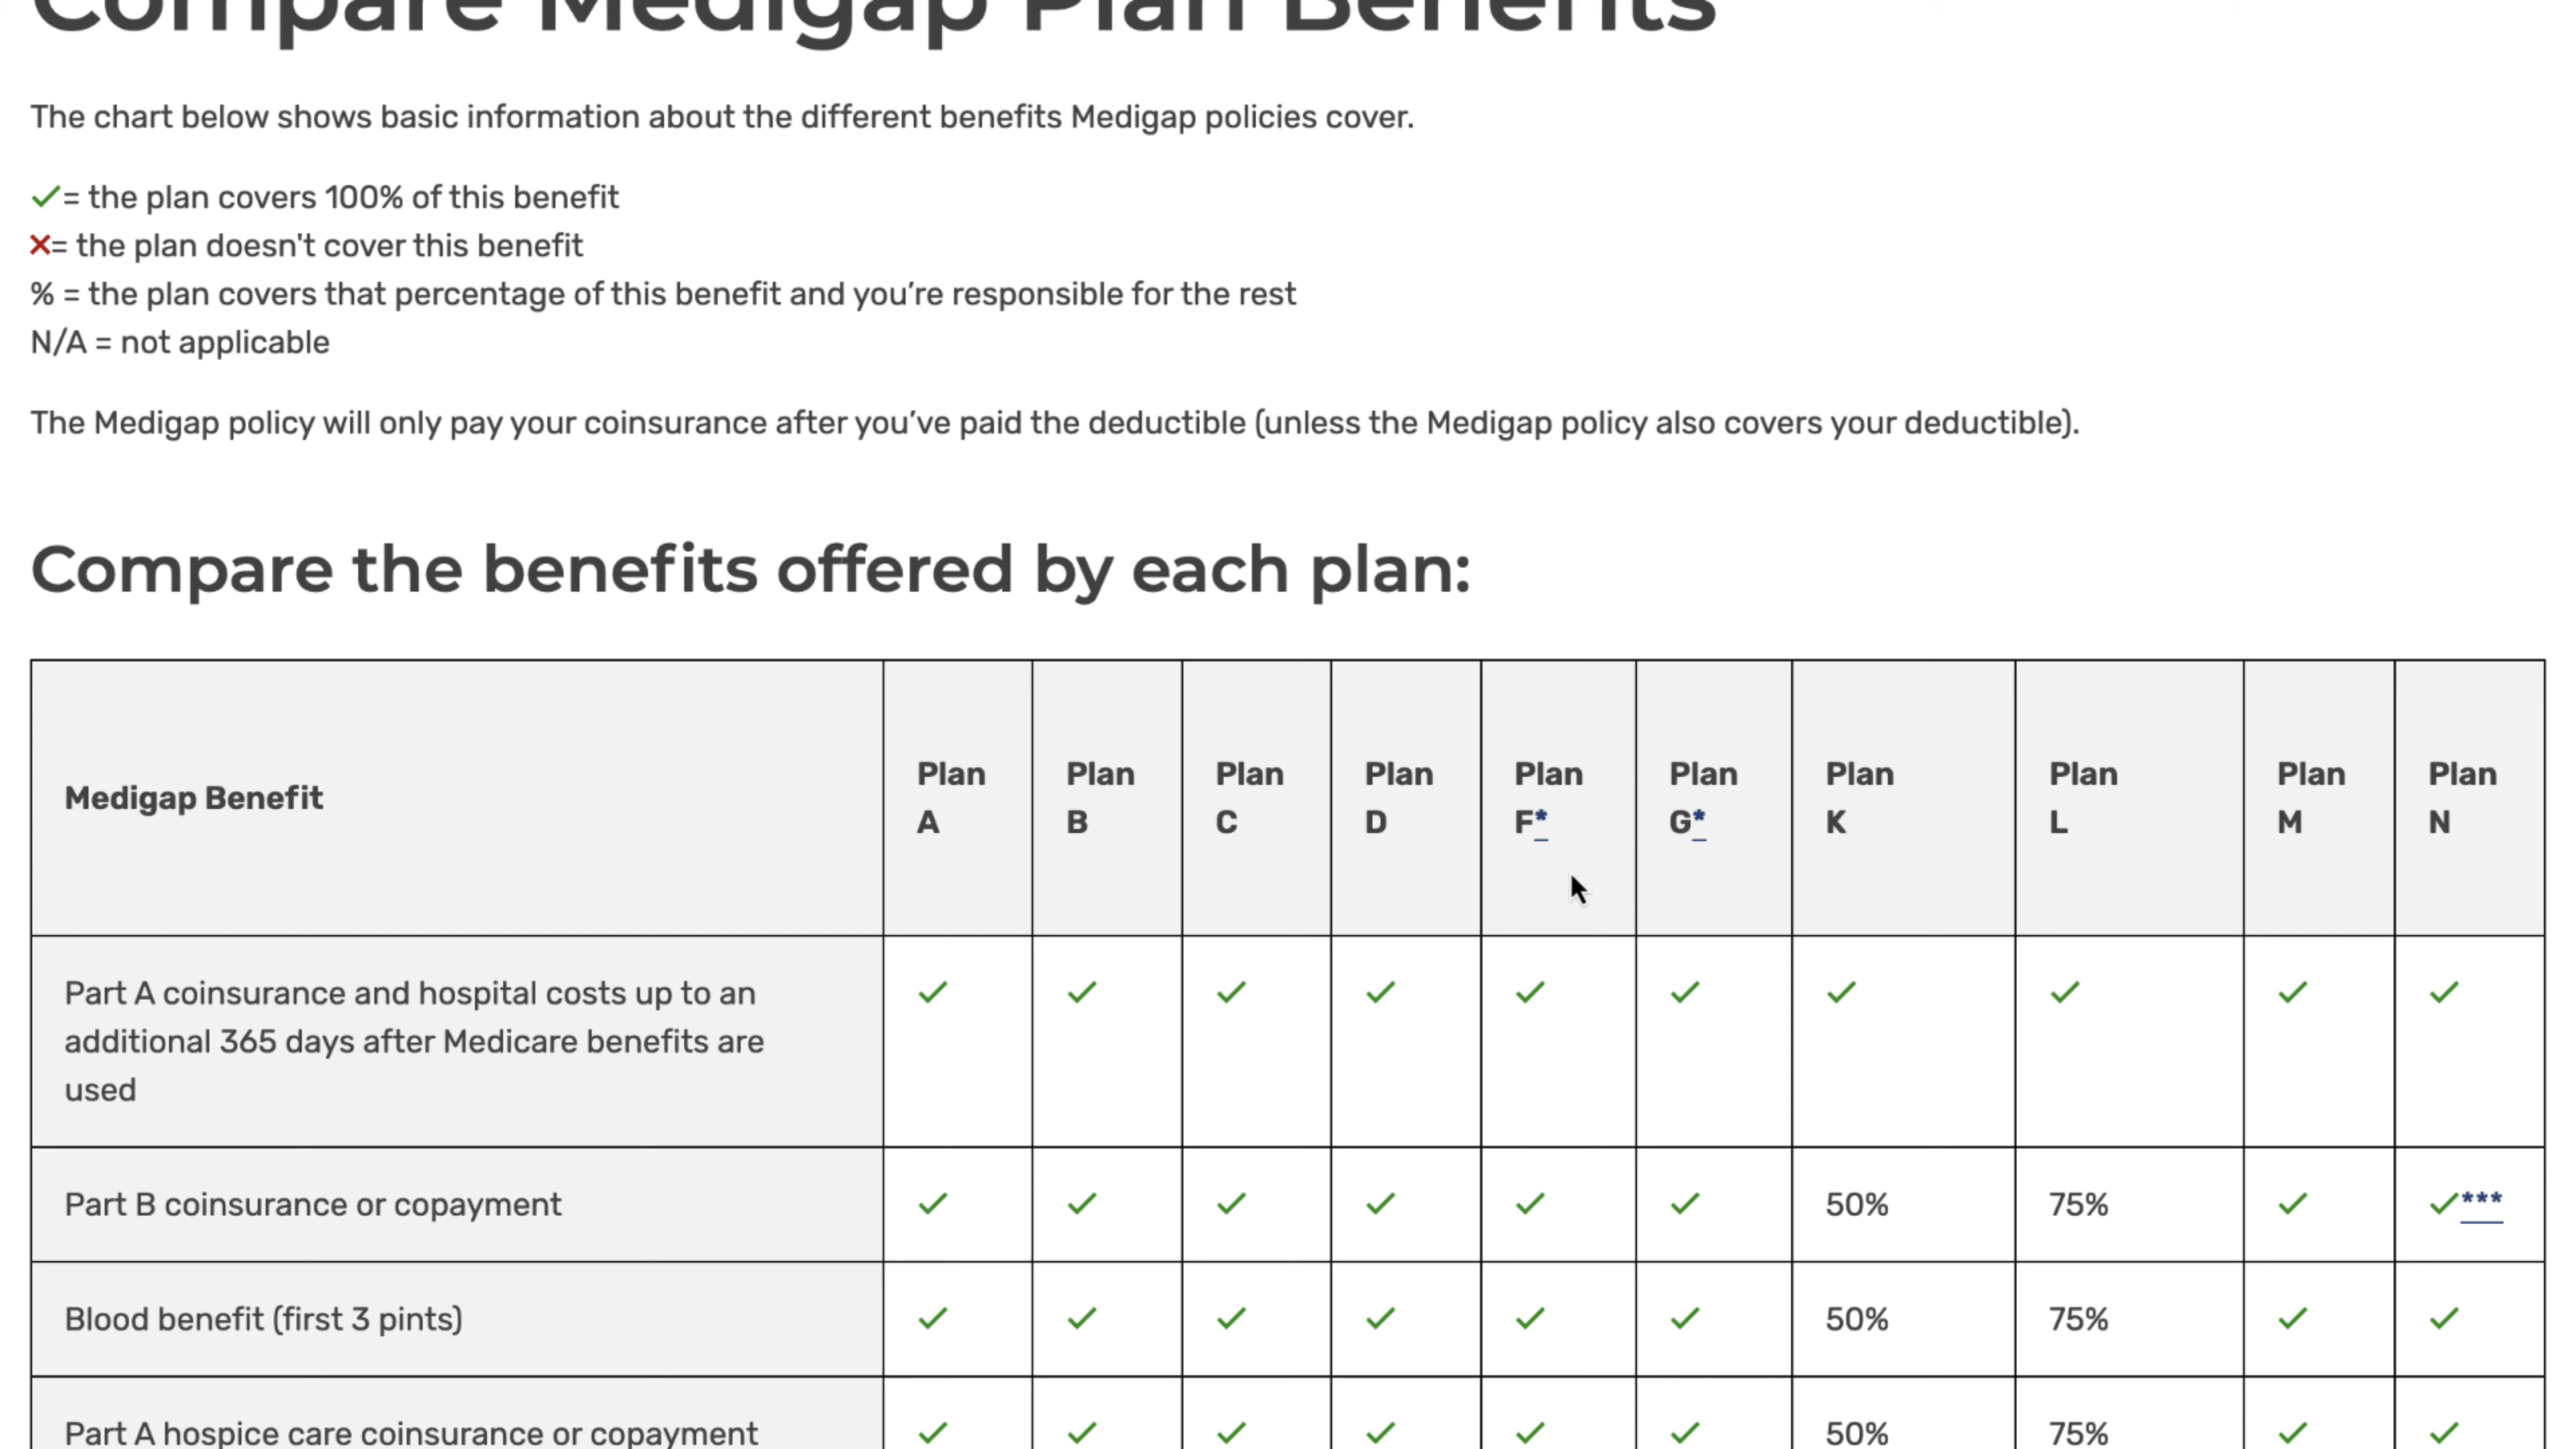 Compare Medigap Plan Benefits
The chart below shows basic information about the different benefits Medigap policies cover.
✓= the plan covers 100% of this benefit
✕= the plan doesn't cover this benefit
% = the plan covers that percentage of this benefit and you’re responsible for the rest
N/A = not applicable
The Medigap policy will only pay your coinsurance after you’ve paid the deductible (unless the Medigap policy also covers your deductible).
Compare the benefits offered by each plan:
Medigap Benefit Plan A Plan B Plan C Plan D Plan F* Plan G* Plan K Plan L Plan M Plan N
Part A coinsurance and hospital costs up to an ✓ ✓ ✓ ✓ ✓ ✓ ✓ ✓ ✓ ✓
additional 365 days after Medicare benefits are
used
Part B coinsurance or copayment ✓ ✓ ✓ ✓ ✓ ✓ 50% 75% ✓ ✓***
Blood benefit (first 3 pints) ✓ ✓ ✓ ✓ ✓ ✓ 50% 75% ✓ ✓
Part A hospice care coinsurance or copayment ✓ ✓ ✓ ✓ ✓ ✓ 50% 75% ✓ ✓